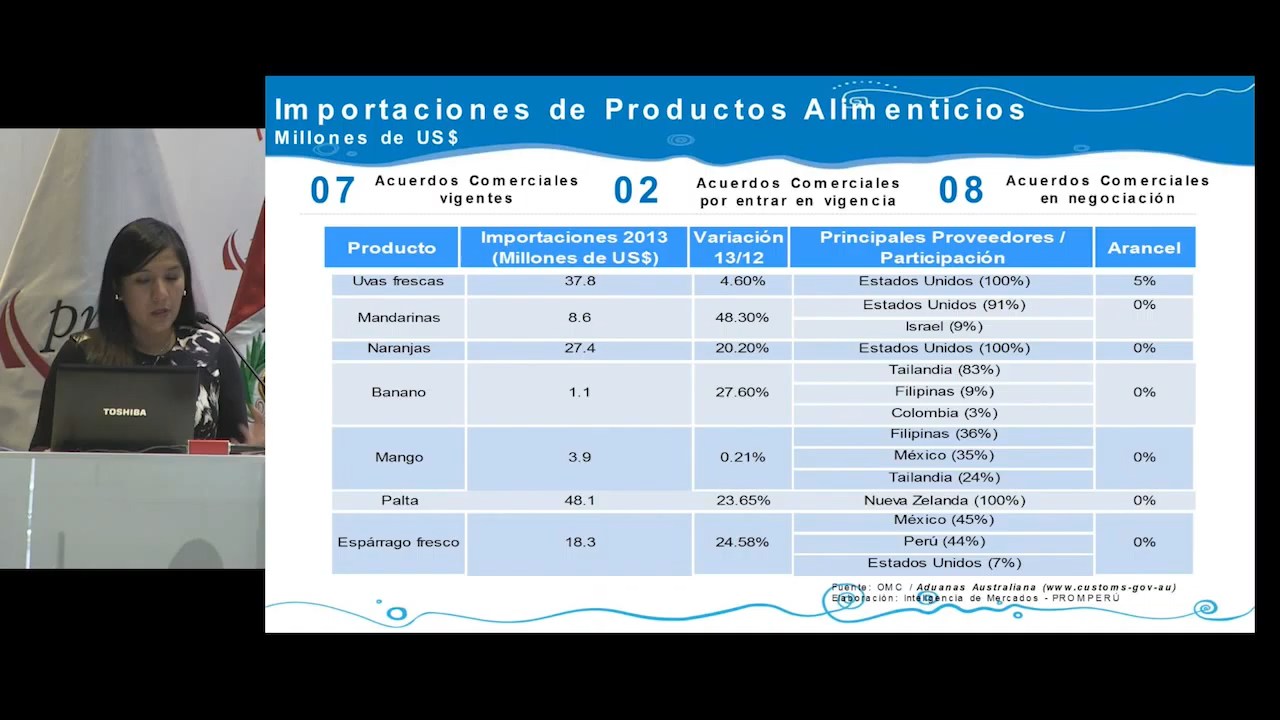 Importaciones de Productos Alimenticios
Millones de US$
07 Acuerdos Comerciales vigentes
02 Acuerdos Comerciales por entrar en vigencia
08 Acuerdos Comerciales en negociación
Producto Importaciones 2013 (Millones de US$) Variación 13/12 Principales Proveedores / Participación Arancel
Uvas frescas 37.8 4.60% Estados Unidos (100%) 5%
Mandarinas 8.6 48.30% Estados Unidos (91%) 0%
Israel (9%)
Naranjas 27.4 20.20% Estados Unidos (100%) 0%
Banano 1.1 27.60% Tailandia (83%) 0%
Filipinas (9%)
Colombia (3%)
Mango 3.9 0.21% Filipinas (36%) 0%
México (35%)
Tailandia (24%)
Palta 48.1 23.65% Nueva Zelanda (100%) 0%
Espárrago fresco 18.3 24.58% México (45%) 0%
Perú (44%)
Estados Unidos (7%)
Fuente: OMC / Aduanas Australiana (www.customs-gov-au)
Elaboración: Inteligencia de Mercados - PROMPERÚ
TOSHIBA